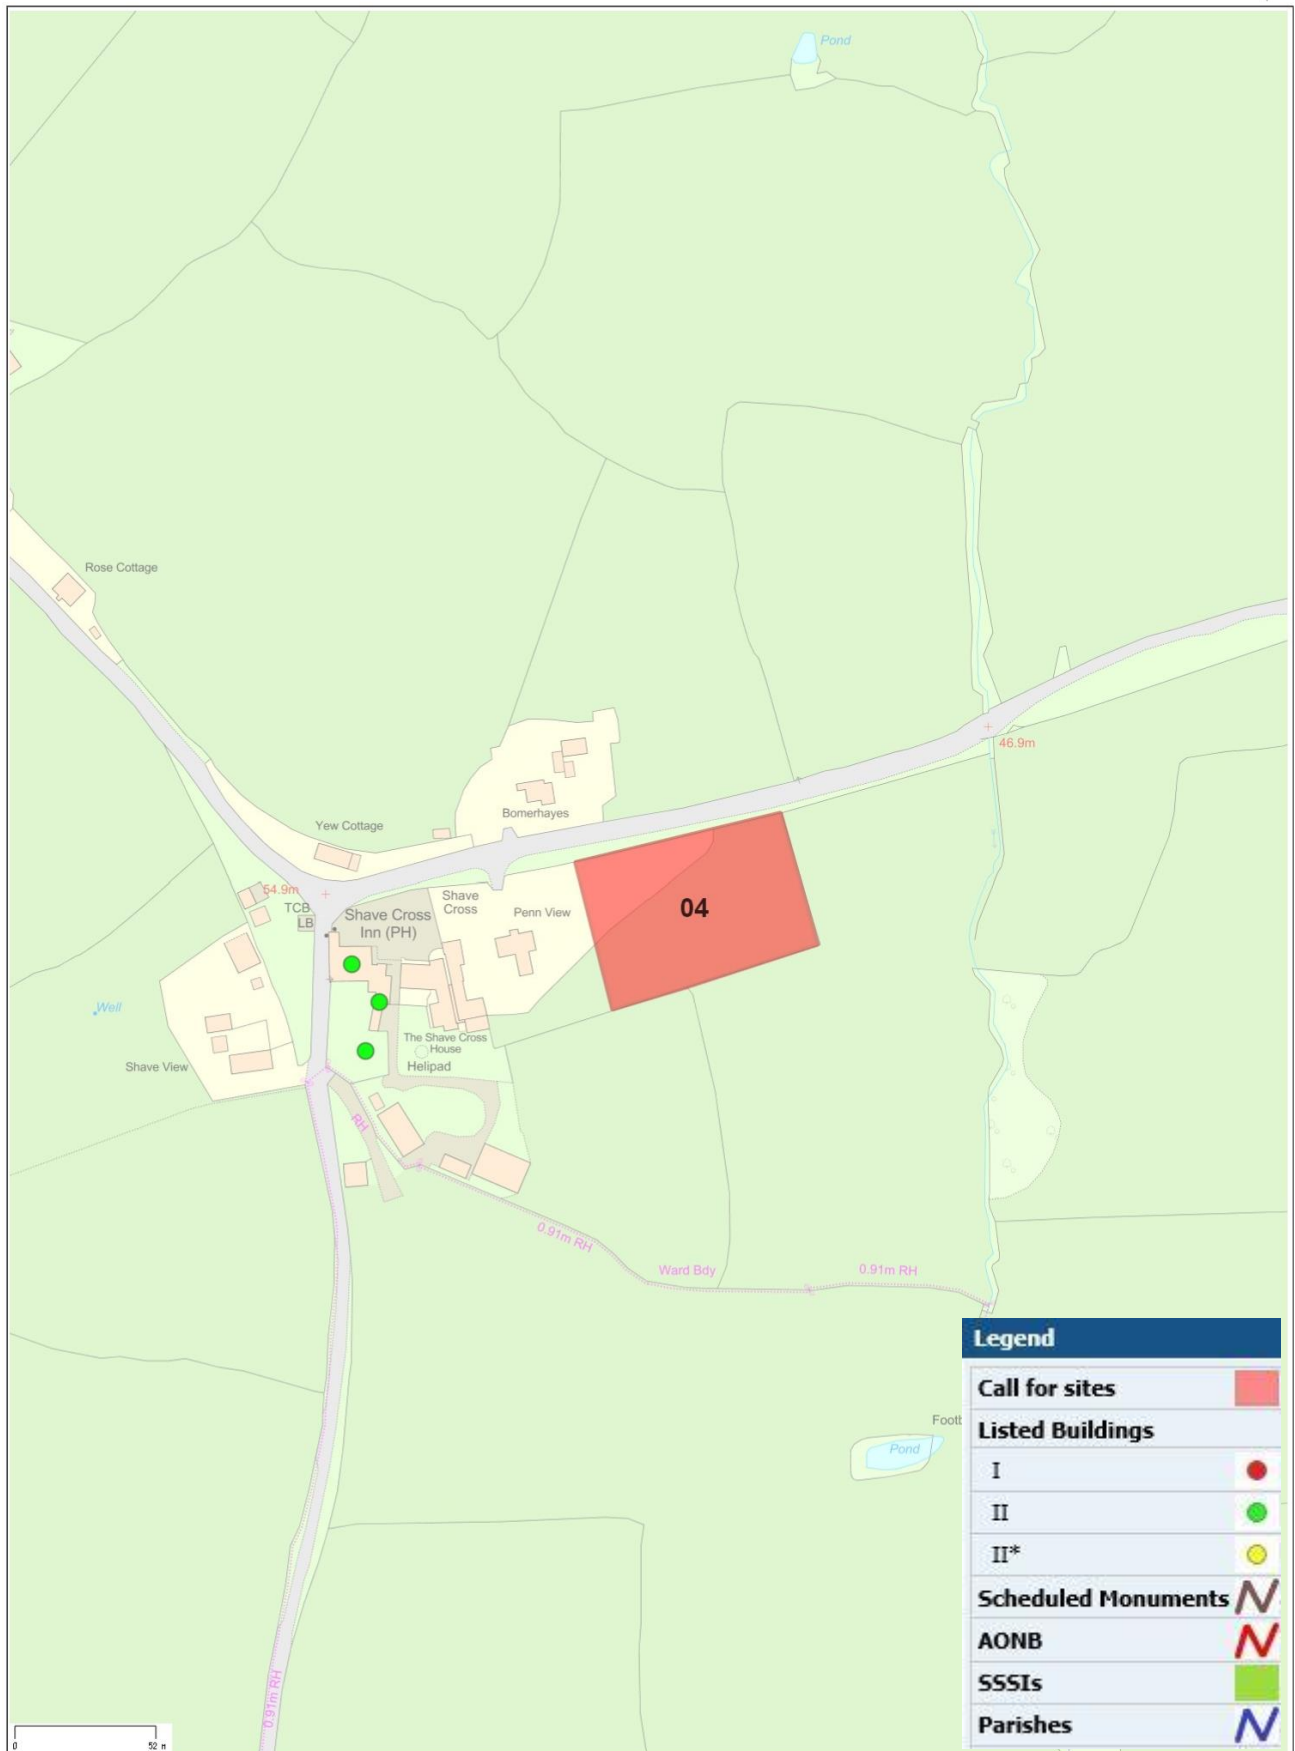 Pond
Rose Cottage
46.9m
Bomerhayes
Yew Cottage
54.9m
TCB
LB
Shave Cross
Inn (PH)
Shave
Cross
Penn View
04
Well
Shave View
The Shave Cross
House
Helipad
RH
0.91m RH
Ward Bdy
0.91m RH
Pond
0.91m RH
0
52 m
Legend
Call for sites
Listed Buildings
I
II
II*
Scheduled Monuments
AONB
SSSIs
Parishes